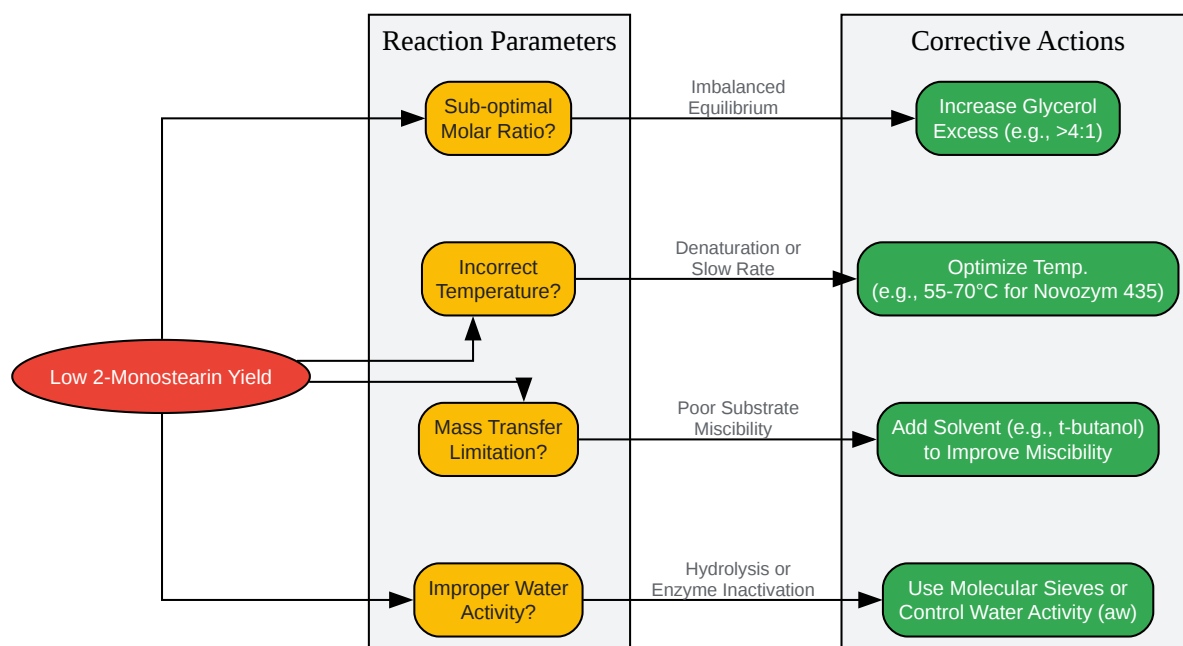 Reaction Parameters
Corrective Actions
Sub-optimal
Molar Ratio?
Imbalanced
Equilibrium
Increase Glycerol
Excess (e.g., >4:1)
Incorrect
Temperature?
Denaturation or
Slow Rate
Optimize Temp.
(e.g., 55-70°C for Novozym 435)
Low 2-Monostearin Yield
Mass Transfer
Limitation?
Poor Substrate
Miscibility
Add Solvent (e.g., t-butanol)
to Improve Miscibility
Improper Water
Activity?
Hydrolysis or
Enzyme Inactivation
Use Molecular Sieves or
Control Water Activity (aw)